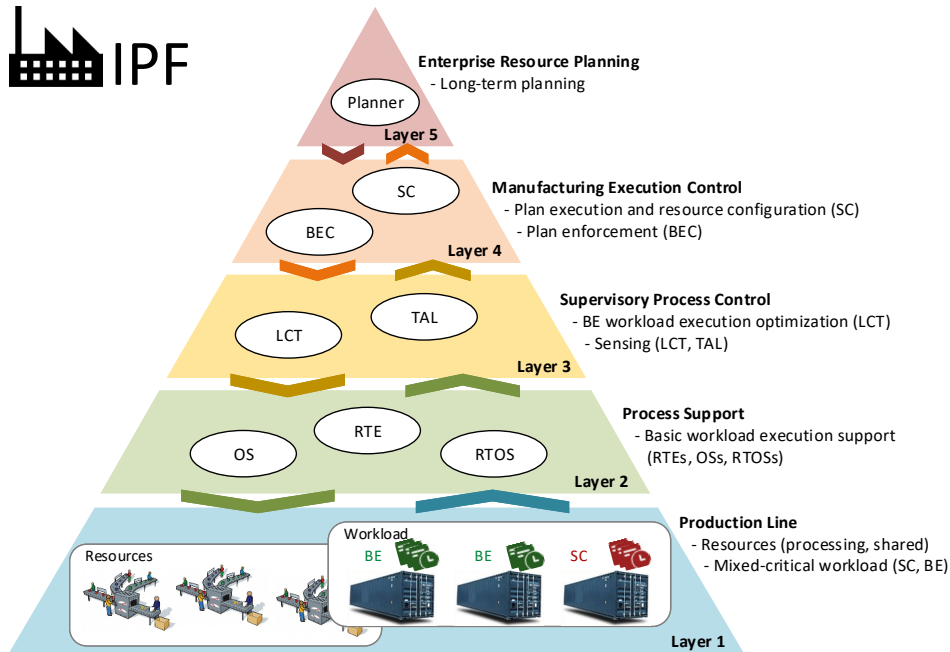 IPF
Enterprise Resource Planning
- Long-term planning
Planner
Layer 5
Manufacturing Execution Control
- Plan execution and resource configuration (SC)
- Plan enforcement (BEC)
SC
BEC
Layer 4
Supervisory Process Control
- BE workload execution optimization (LCT)
- Sensing (LCT, TAL)
TAL
LCT
Layer 3
Process Support
- Basic workload execution support
(RTEs, OSs, RTOSs)
RTE
OS
RTOS
Layer 2
Production Line
- Resources (processing, shared)
- Mixed-critical workload (SC, BE)
Resources
Workload
BE
BE
SC
Layer 1